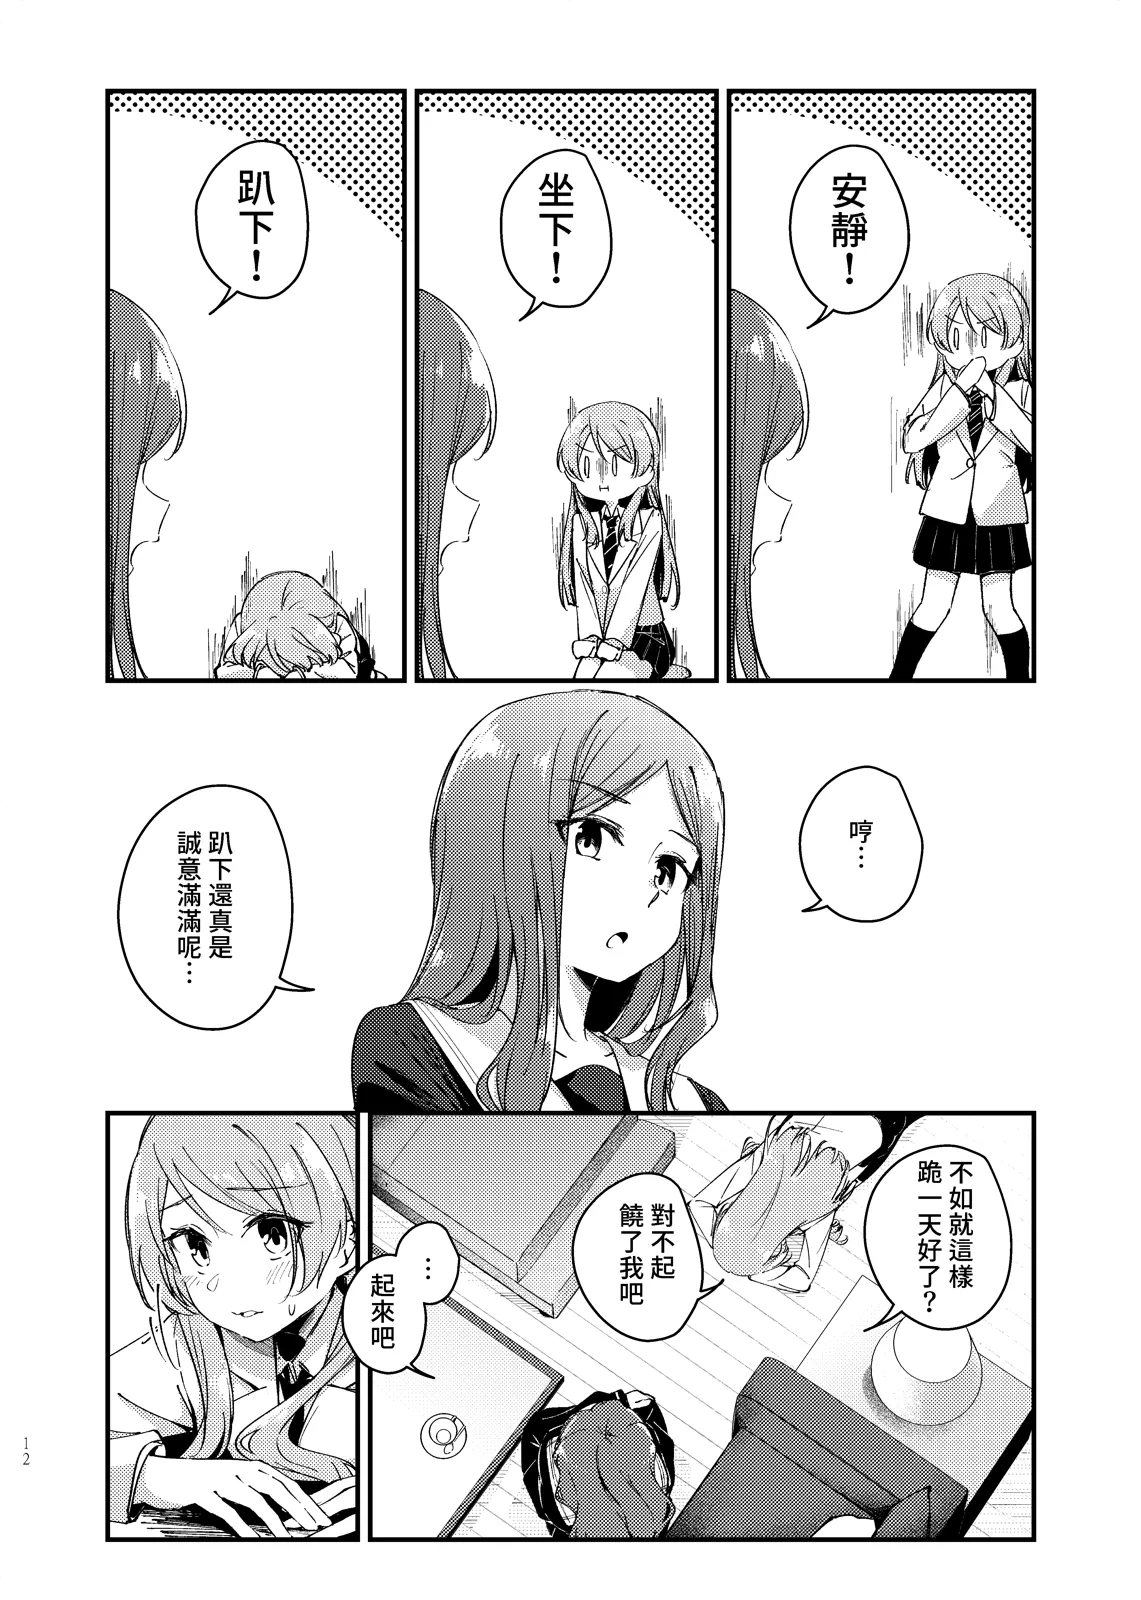 安靜！
坐下！
趴下！
哼…
趴下還真是
誠意滿滿呢…
不如就這樣
跪一天好了？
對不起
饒了我吧
…
起來吧
12